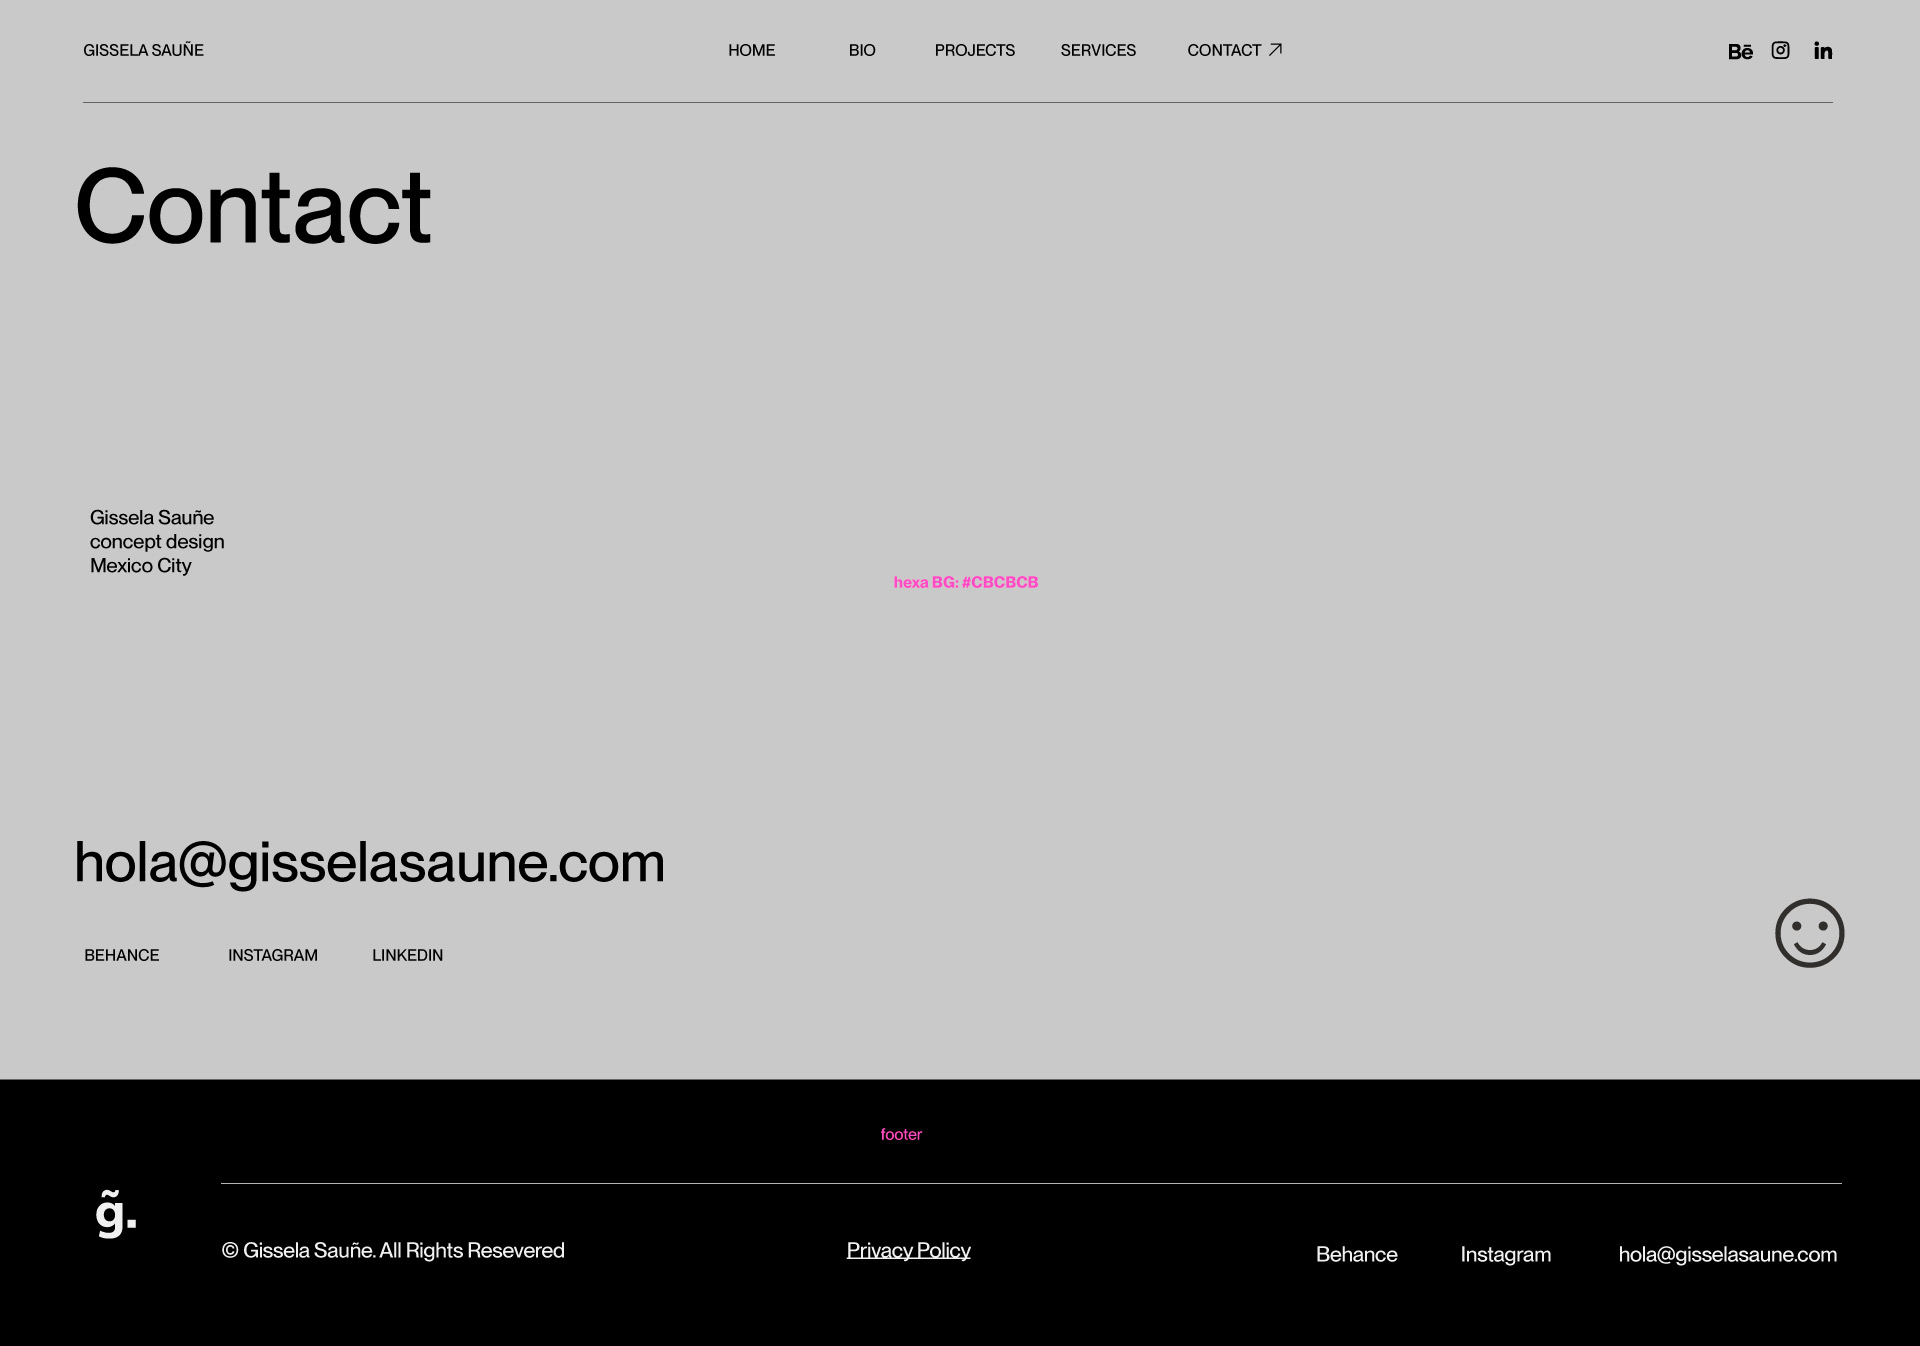 GISSELA SAUÑE
HOME BIO PROJECTS SERVICES CONTACT
Bē in
Contact
Gissela Sauñe
concept design
Mexico City
hexa BG: #CBCBCB
hola@gisselasaune.com
BEHANCE INSTAGRAM LINKEDIN
footer
g̃.
© Gissela Sauñe. All Rights Resevered
Privacy Policy
Behance Instagram hola@gisselasaune.com